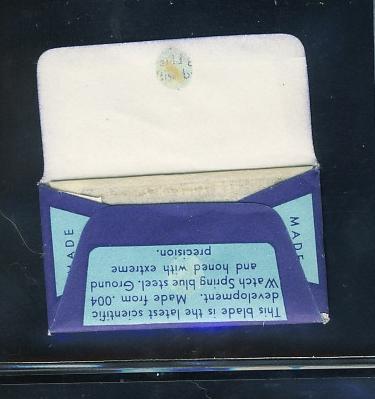 MADE
MADE
This blade is the latest scientific
development. Made from .004
Watch Spring blue steel. Ground
and honed with extreme
precision.